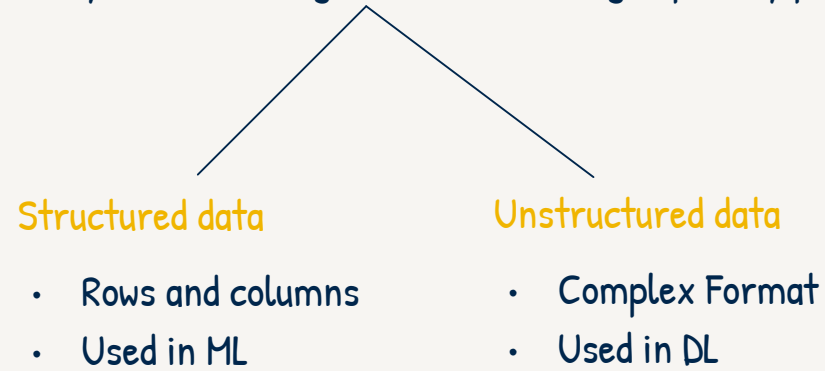 Structured data
Unstructured data
• Rows and columns
• Complex Format
• Used in ML
• Used in DL